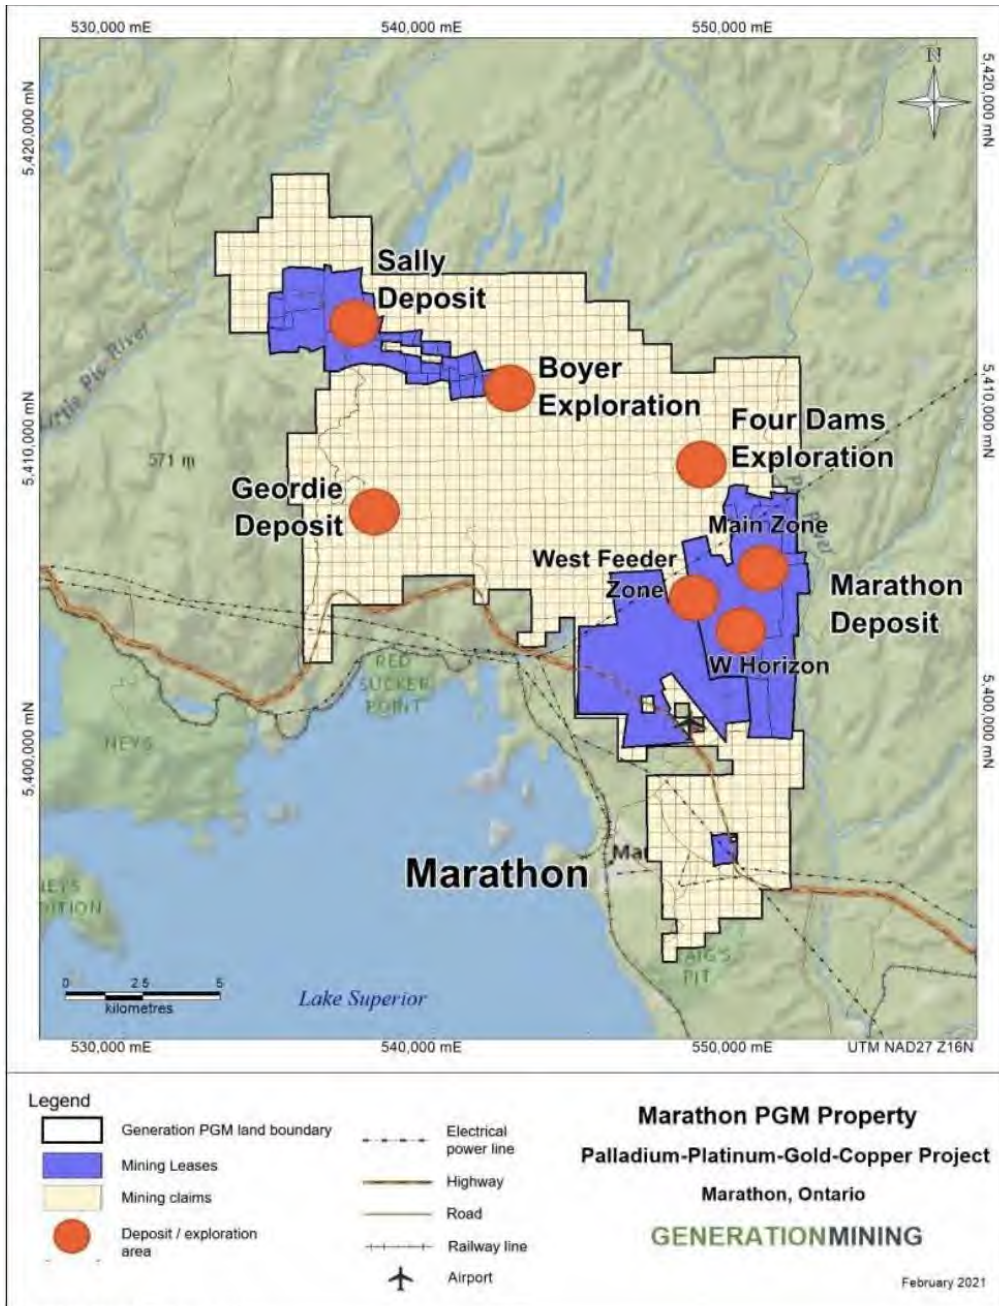 530,000 mE
540,000 mE
550,000 mE
N
5,420,000 mN
5,420,000 mN
Sally
Deposit
Pic River
Boyer
Exploration
5,410,000 mN
5,410,000 mN
Four Dams
Exploration
571 m
Geordie
Deposit
Main Zone
River
West Feeder
Zone
Marathon
Deposit
W Horizon
RED
SUCKER
POINT
NEYS
5,400,000 mN
5,400,000 mN
Marathon
Mar
PIT
0 2.5 5
kilometres
Lake Superior
530,000 mE
540,000 mE
550,000 mE
UTM NAD27 Z16N
Legend
Generation PGM land boundary
Mining Leases
Mining claims
Deposit / exploration
area
Electrical
power line
Highway
Road
Railway line
Airport
Marathon PGM Property
Palladium-Platinum-Gold-Copper Project
Marathon, Ontario
GENERATIONMINING
February 2021